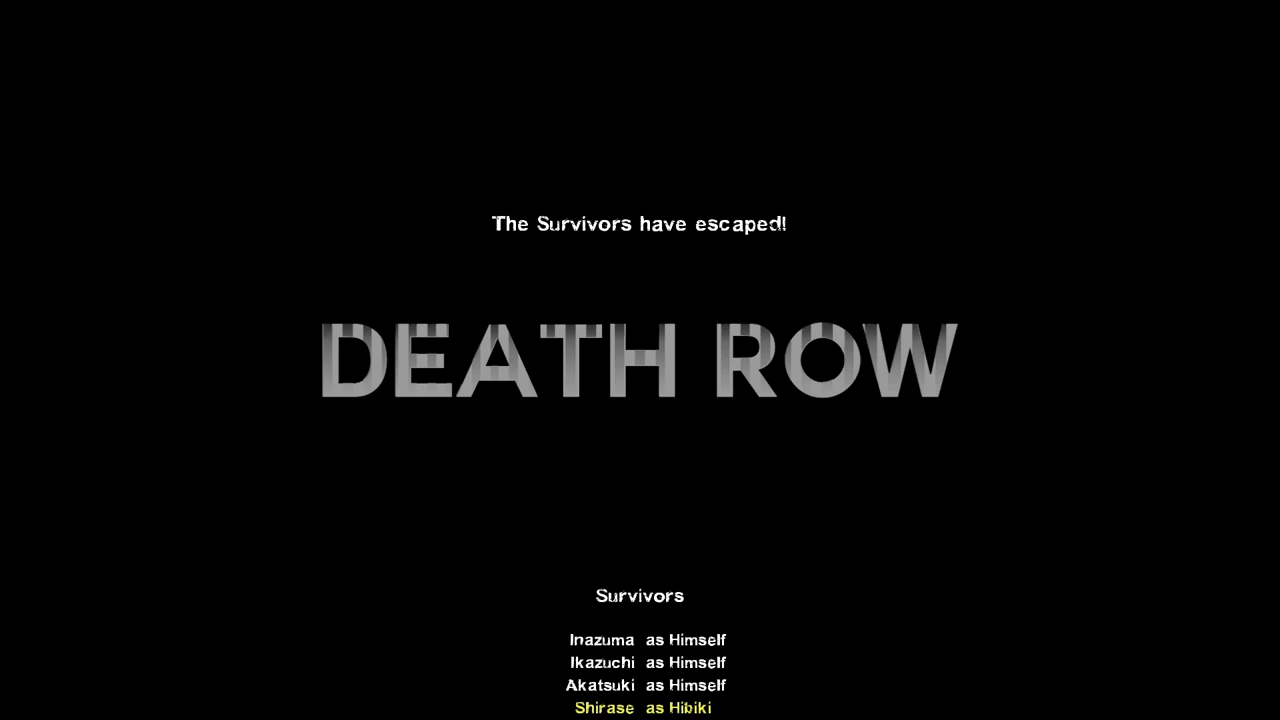 The Survivors have escaped!
DEATH ROW
Survivors
Inazuma as Himself
Ikazuchi as Himself
Akatsuki as Himself
Shirase as Hibiki